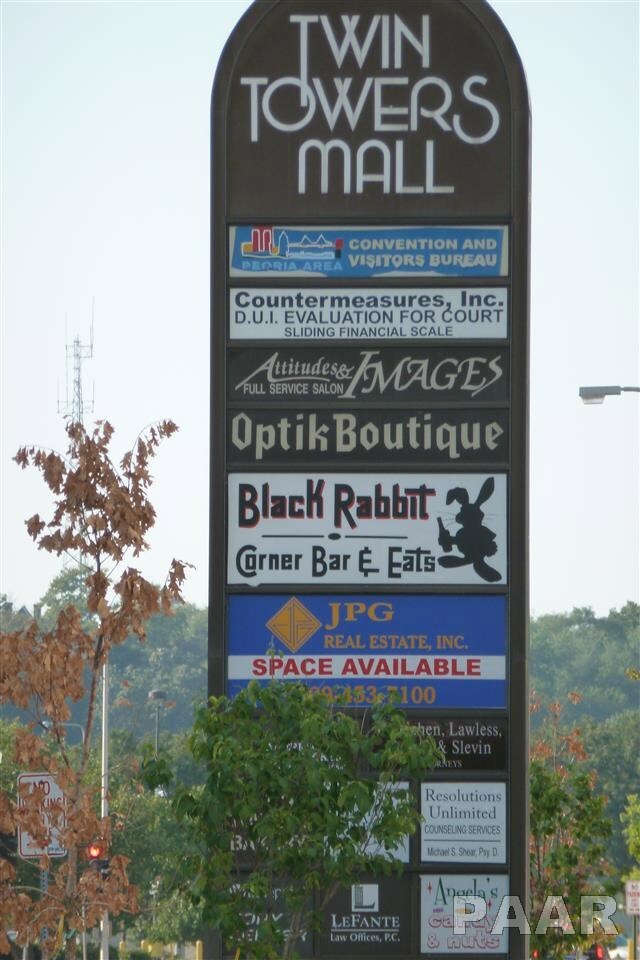 TWIN
TOWERS
MALL
PEORIA AREA
CONVENTION AND
VISITORS BUREAU
Countermeasures, Inc.
D.U.I. EVALUATION FOR COURT
SLIDING FINANCIAL SCALE
Attitudes &
IMAGES
FULL SERVICE SALON
Optik Boutique
Black Rabbit
Corner Bar & Eats
JPG
REAL ESTATE, INC.
SPACE AVAILABLE
Lawless,
& Slevin
Resolutions
Unlimited
COUNSELING SERVICES
Michael S. Shear, Psy. D.
NO
L
LEFANTE
Law Offices, P.C.
Angela's
candy
& nuts
PAAR